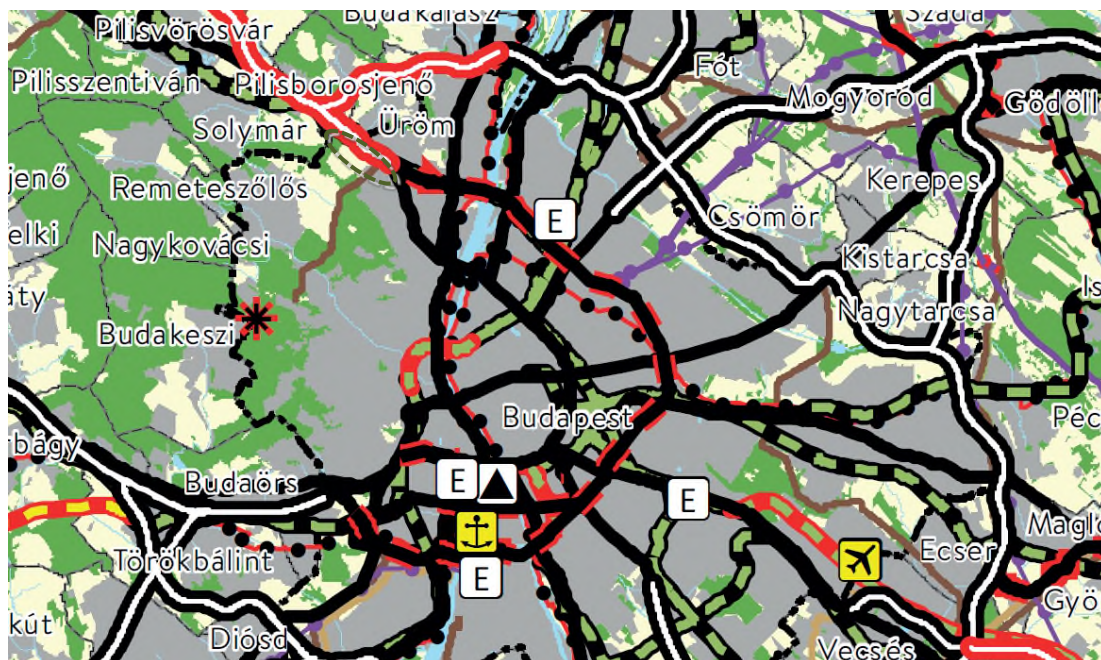 Pilisvörösvár
Budakalász
Szada
Pilisszentiván
Pilisborosjenő
Fót
Mogyoród
Solymár
Üröm
Remeteszőlős
Kerepes
Nagykovácsi
E
Csömör
Kistarcsa
Budakeszi
Nagytarcsa
Budapest
Budaörs
E
E
Törökbálint
Ecser
E
Diósd
Vecsés